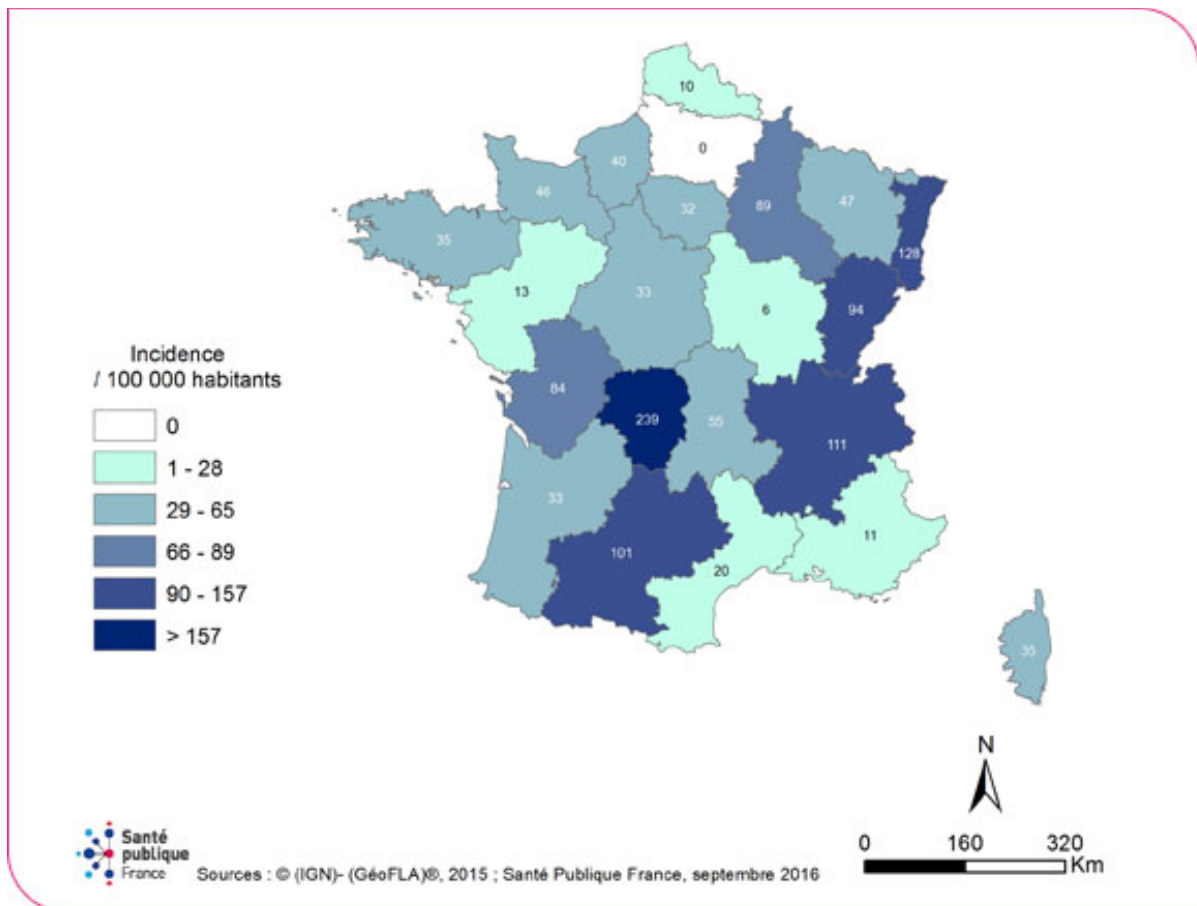 10
0
40
46
32
89
47
128
35
13
33
6
94
84
239
55
111
33
101
20
11
35
Incidence
/ 100 000 habitants
0
1 - 28
29 - 65
66 - 89
90 - 157
> 157
N
0 160 320
Km
Santé
publique
France
Sources : © (IGN)- (GéoFLA)®, 2015 ; Santé Publique France, septembre 2016